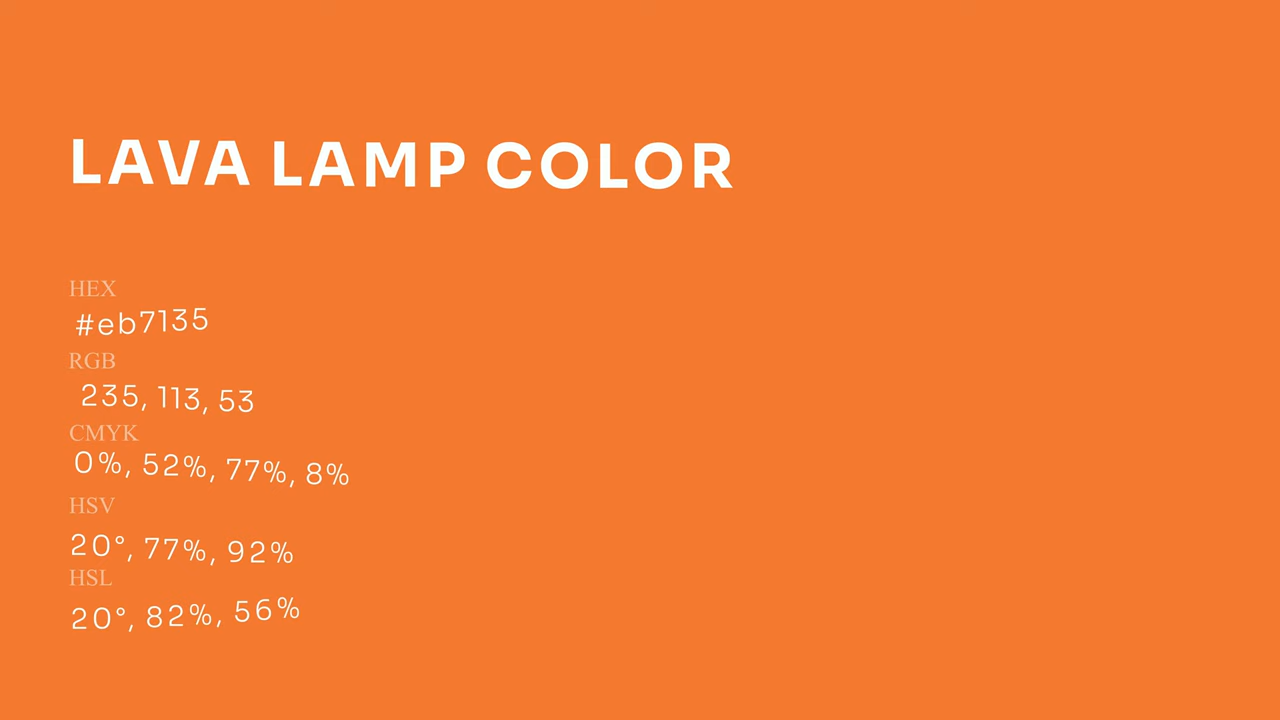 LAVA LAMP COLOR
HEX
#eb7135
RGB
235, 113, 53
CMYK
0%, 52%, 77%, 8%
HSV
20°, 77%, 92%
HSL
20°, 82%, 56%